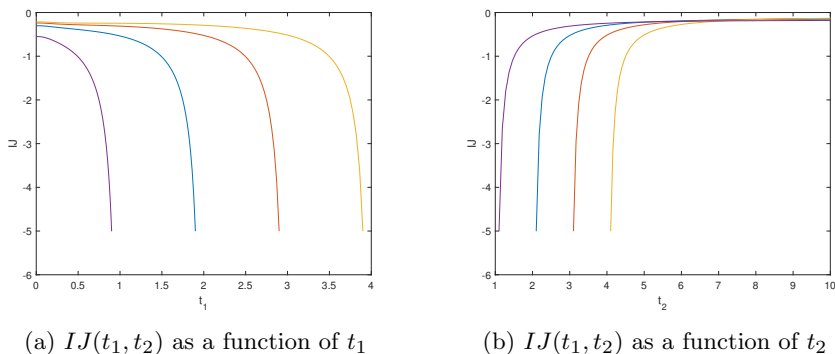 0
-1
-2
-3
-4
-5
-6
IJ
0 0.5 1 1.5 2 2.5 3 3.5 4
t1
0
-1
-2
-3
-4
-5
-6
IJ
1 2 3 4 5 6 7 8 9 10
t2
(a) IJ(t1, t2) as a function of t1
(b) IJ(t1, t2) as a function of t2